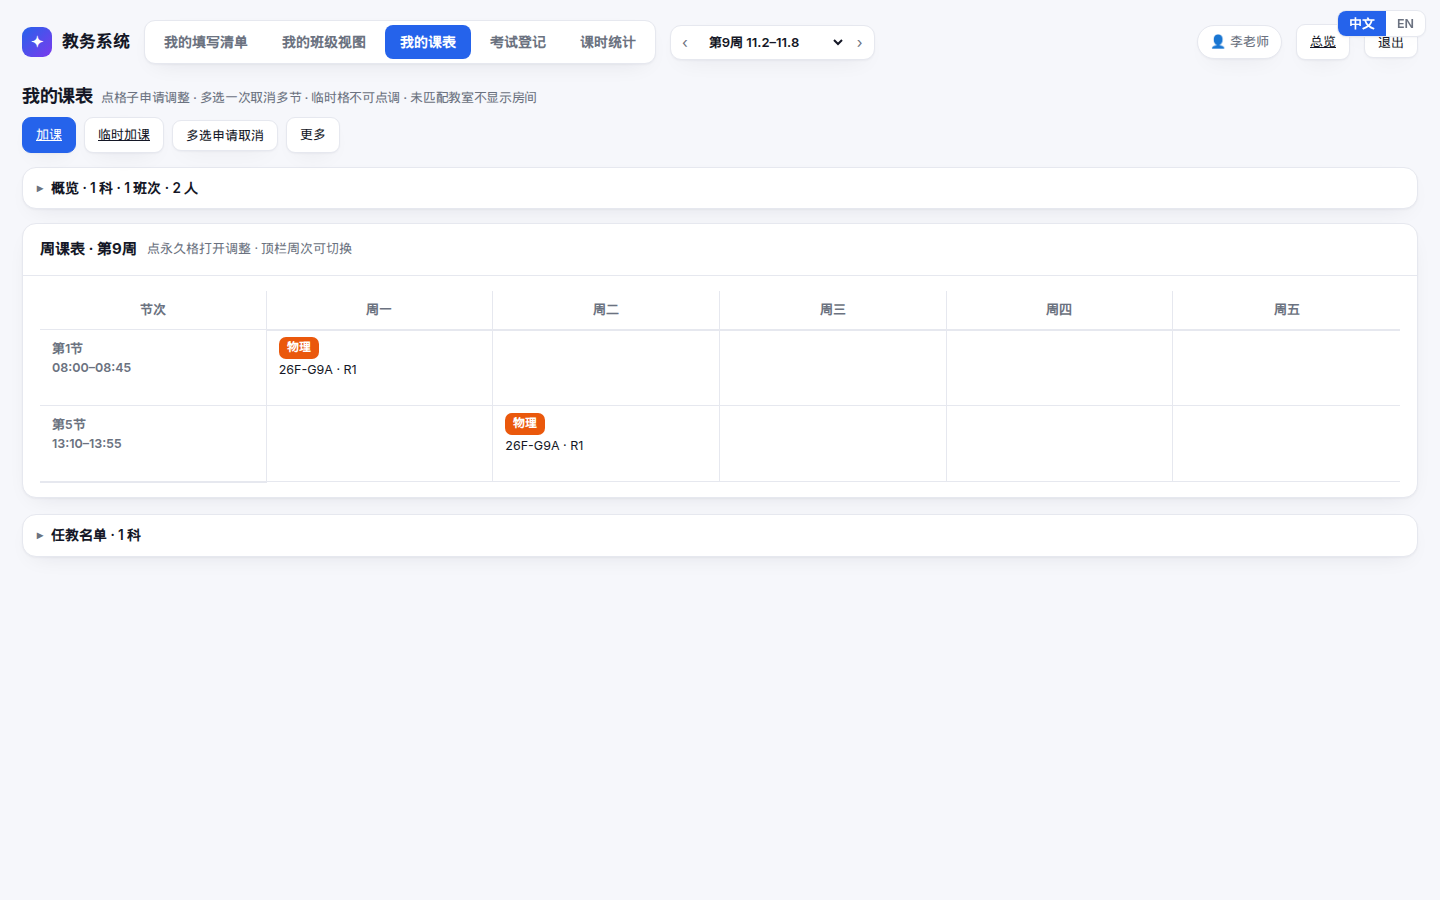 中文 EN
教务系统 我的填写清单 我的班级视图 我的课表 考试登记 课时统计 ‹ 第9周 11.2–11.8 › 李老师 总览 退出
我的课表 点格子申请调整 · 多选一次取消多节 · 临时格不可点调 · 未匹配教室不显示房间
加课 临时加课 多选申请取消 更多
▸ 概览 · 1 科 · 1 班次 · 2 人
周课表 · 第9周 点永久格打开调整 · 顶栏周次可切换
节次 周一 周二 周三 周四 周五
第1节 物理
08:00–08:45 26F-G9A · R1
第5节 物理
13:10–13:55 26F-G9A · R1
▸ 任教名单 · 1 科